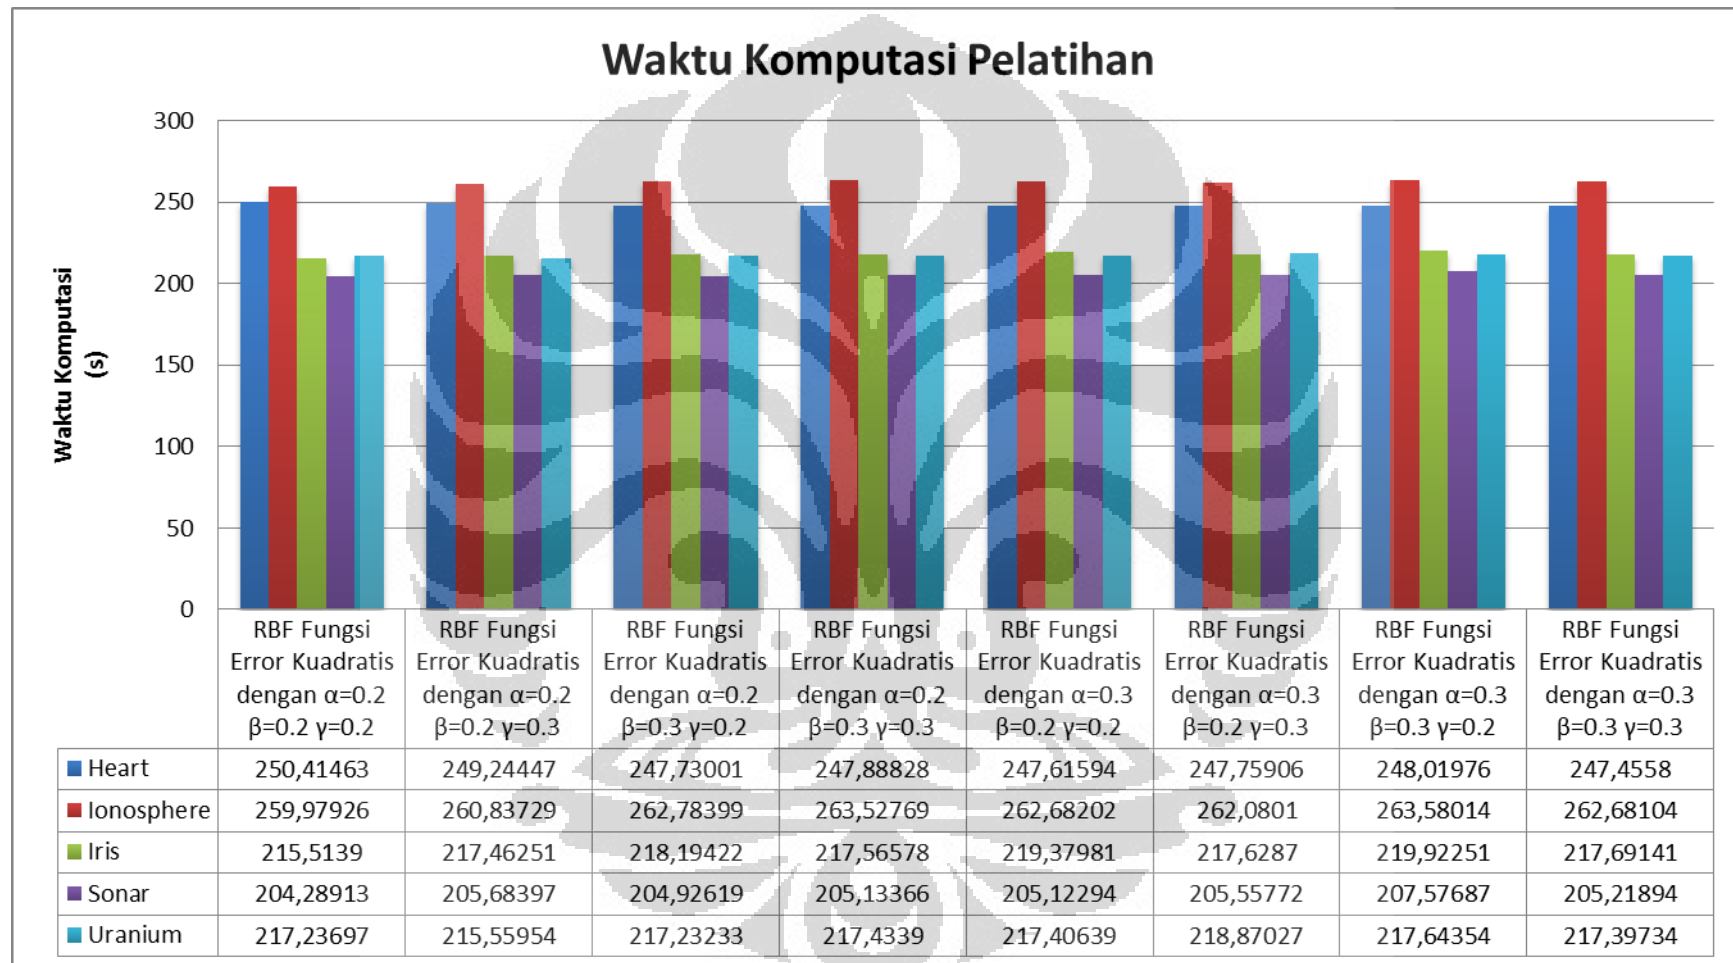 Waktu Komputasi Pelatihan
300
250
200
150
100
50
0
Waktu Komputasi
(s)
RBF Fungsi
Error Kuadratis
dengan α=0.2
β=0.2 γ=0.2
RBF Fungsi
Error Kuadratis
dengan α=0.2
β=0.2 γ=0.3
RBF Fungsi
Error Kuadratis
dengan α=0.2
β=0.3 γ=0.2
RBF Fungsi
Error Kuadratis
dengan α=0.2
β=0.3 γ=0.3
RBF Fungsi
Error Kuadratis
dengan α=0.3
β=0.2 γ=0.2
RBF Fungsi
Error Kuadratis
dengan α=0.3
β=0.2 γ=0.3
RBF Fungsi
Error Kuadratis
dengan α=0.3
β=0.3 γ=0.2
RBF Fungsi
Error Kuadratis
dengan α=0.3
β=0.3 γ=0.3
Heart 250,41463 249,24447 247,73001 247,88828 247,61594 247,75906 248,01976 247,4558
Ionosphere 259,97926 260,83729 262,78399 263,52769 262,68202 262,0801 263,58014 262,68104
Iris 215,5139 217,46251 218,19422 217,56578 219,37981 217,6287 219,92251 217,69141
Sonar 204,28913 205,68397 204,92619 205,13366 205,12294 205,55772 207,57687 205,21894
Uranium 217,23697 215,55954 217,23233 217,4339 217,40639 218,87027 217,64354 217,39734